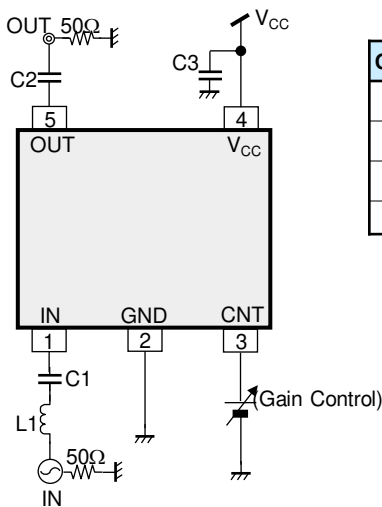 OUT 50Ω
V_CC
C2
C3
5
4
OUT
V_CC
IN
GND
CNT
1
2
3
C1
L1
(Gain Control)
50Ω
IN